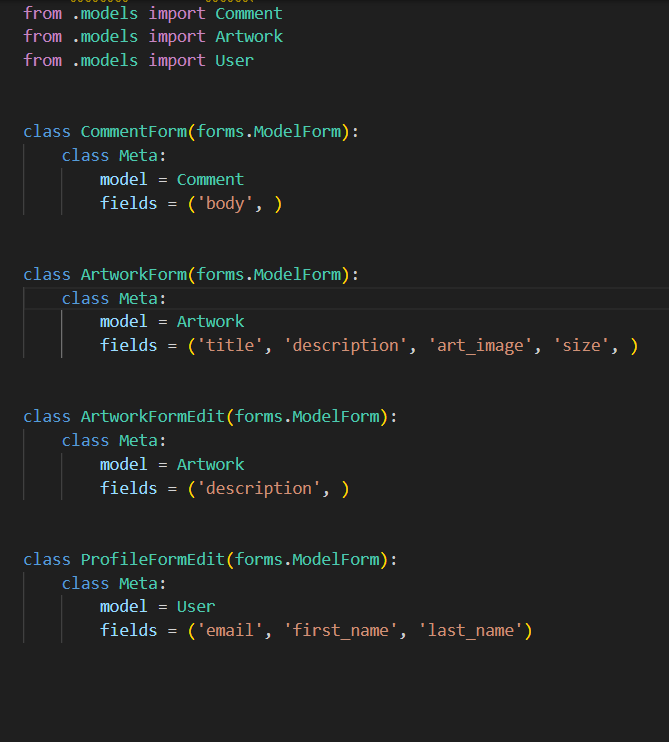 from .models import Comment
from .models import Artwork
from .models import User
class CommentForm(forms.ModelForm):
    class Meta:
        model = Comment
        fields = ('body', )
class ArtworkForm(forms.ModelForm):
    class Meta:
        model = Artwork
        fields = ('title', 'description', 'art_image', 'size', )
class ArtworkFormEdit(forms.ModelForm):
    class Meta:
        model = Artwork
        fields = ('description', )
class ProfileFormEdit(forms.ModelForm):
    class Meta:
        model = User
        fields = ('email', 'first_name', 'last_name')